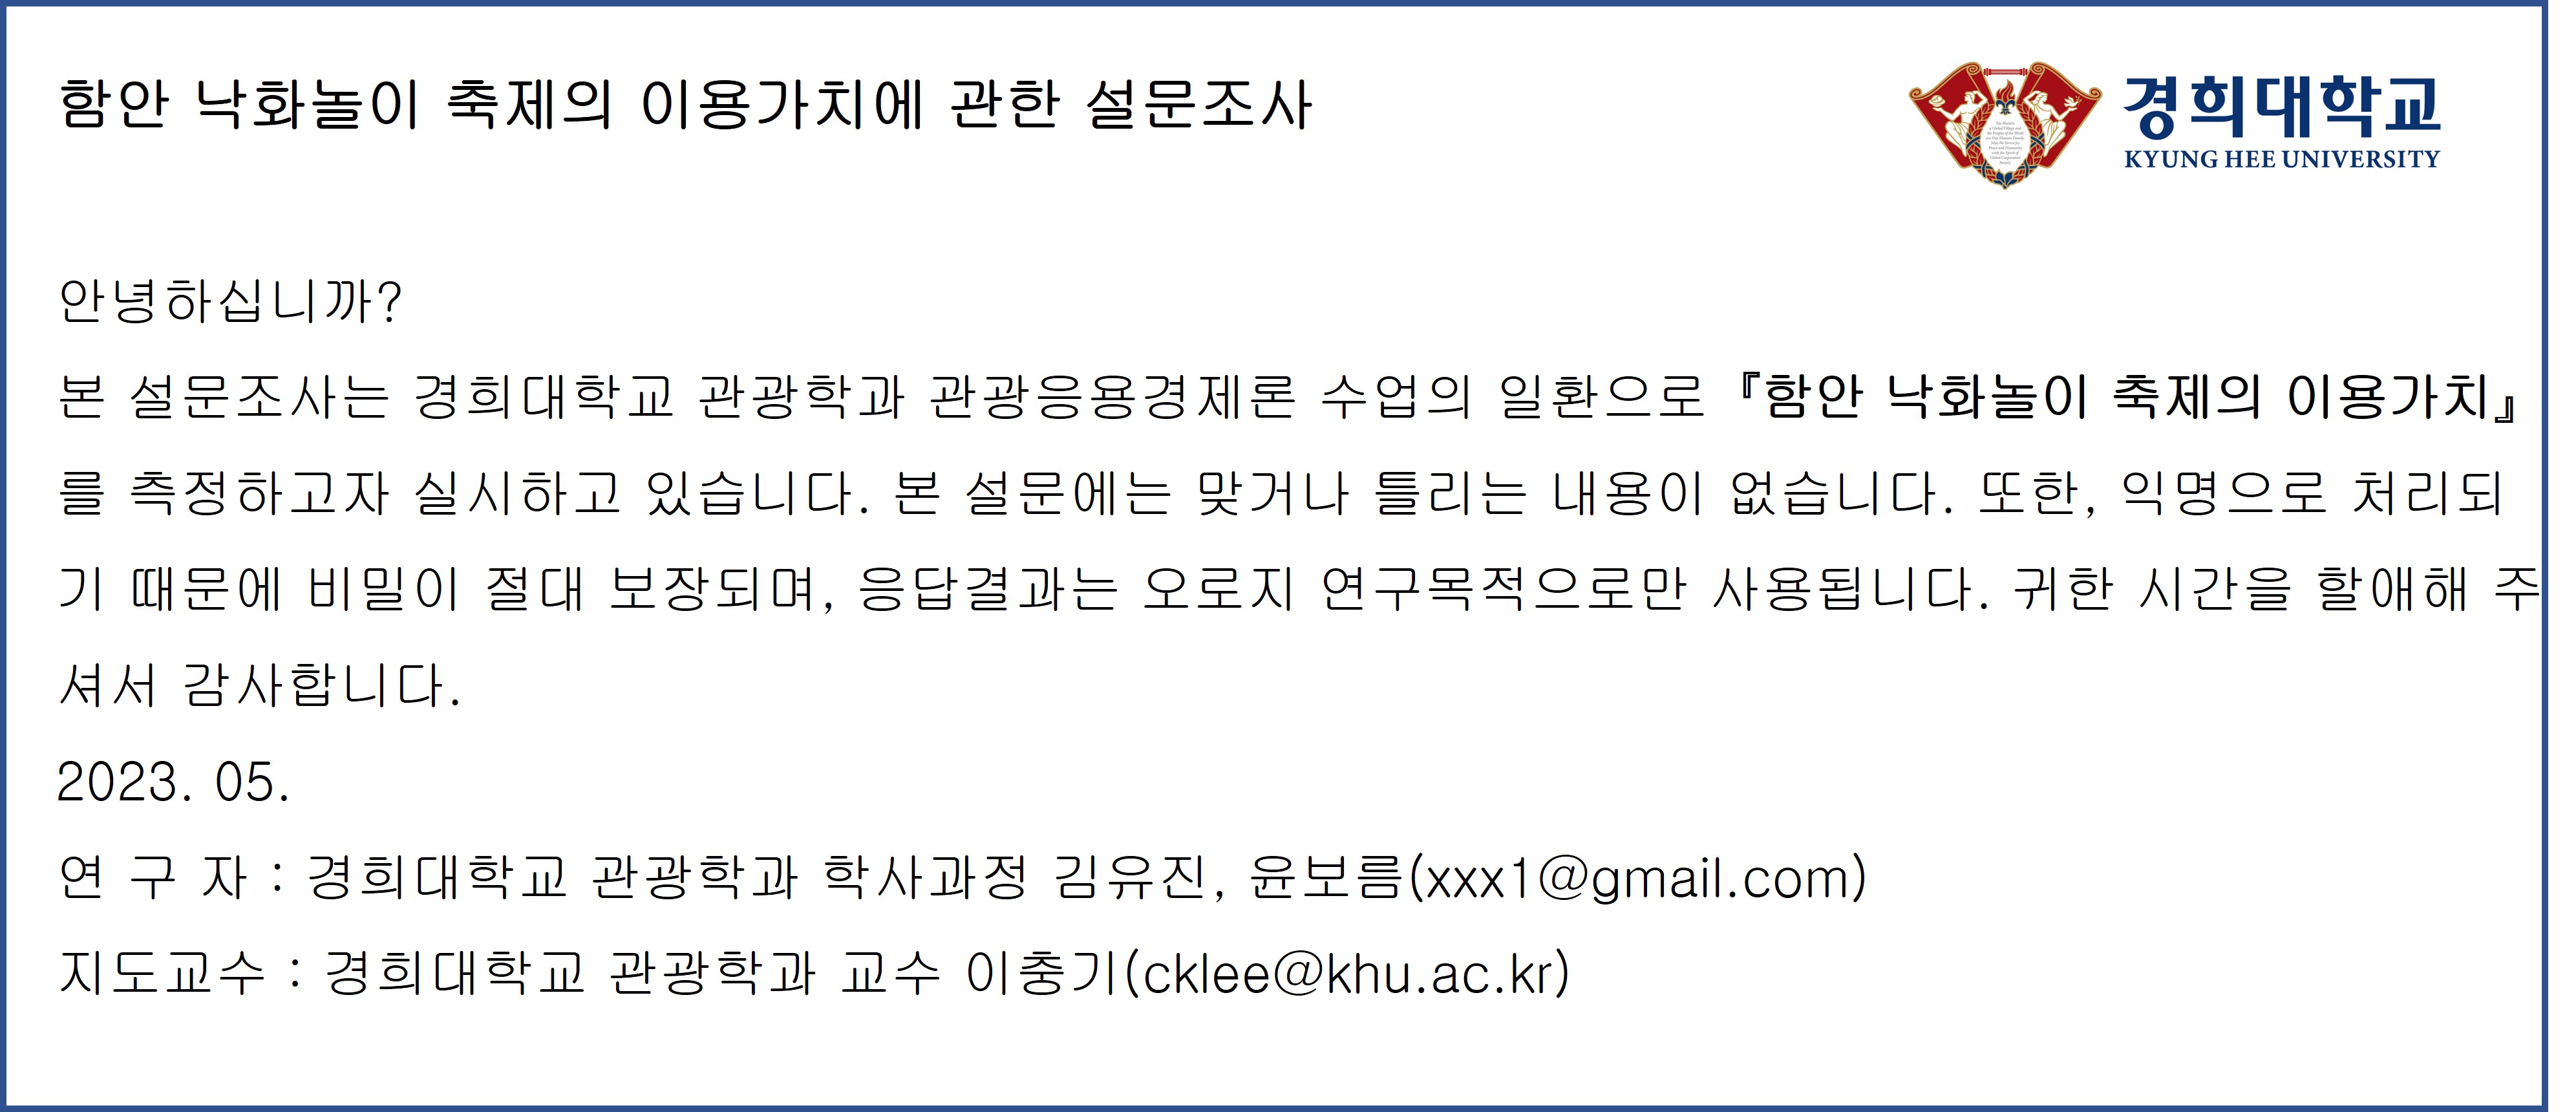 함안 낙화놀이 축제의 이용가치에 관한 설문조사
경희대학교
KYUNG HEE UNIVERSITY
안녕하십니까?
본 설문조사는 경희대학교 관광학과 관광응용경제론 수업의 일환으로 『함안 낙화놀이 축제의 이용가치』
를 측정하고자 실시하고 있습니다. 본 설문에는 맞거나 틀리는 내용이 없습니다. 또한, 익명으로 처리되
기 때문에 비밀이 절대 보장되며, 응답결과는 오로지 연구목적으로만 사용됩니다. 귀한 시간을 할애해 주
셔서 감사합니다.
2023. 05.
연 구 자 : 경희대학교 관광학과 학사과정 김유진, 윤보름(xxx1@gmail.com)
지도교수 : 경희대학교 관광학과 교수 이충기(cklee@khu.ac.kr)